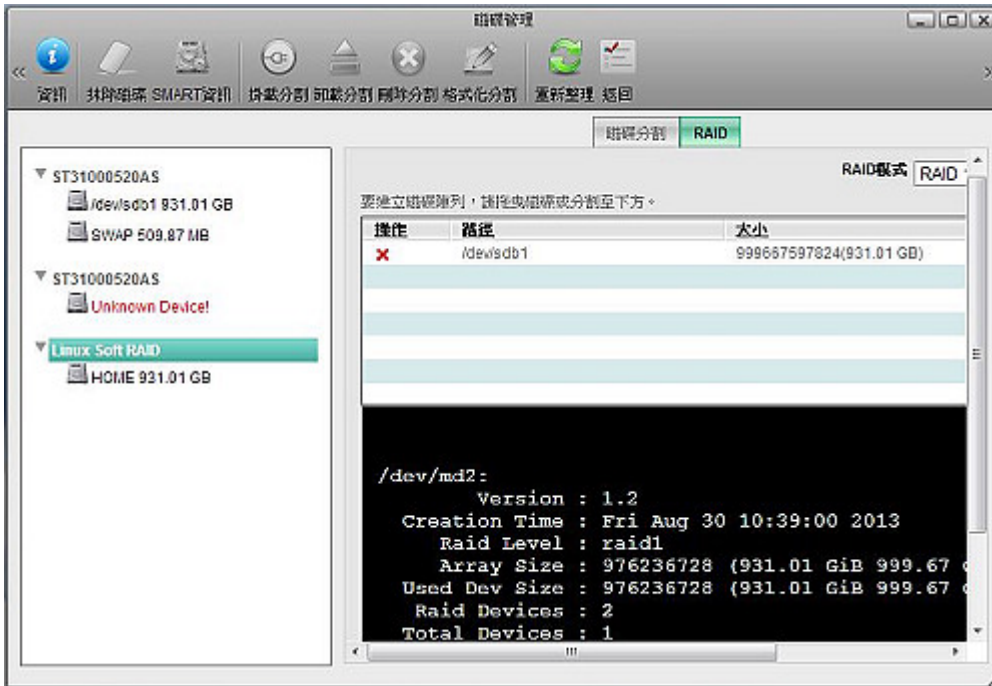 磁碟管理
資訊 抹除磁碟 SMART資訊 掛載分割 卸載分割 刪除分割 格式化分割 重新整理 返回
磁碟分割 RAID
ST31000520AS
/dev/sdb1 931.01 GB
SWAP 509.87 MB
ST31000520AS
Unknown Device!
Linux Soft RAID
HOME 931.01 GB
RAID模式 RAID
要建立磁碟陣列，請拖曳磁碟或分割至下方。
操作 路徑 大小
/dev/sdb1 999667597824(931.01 GB)
/dev/md2:
Version : 1.2
Creation Time : Fri Aug 30 10:39:00 2013
Raid Level : raid1
Array Size : 976236728 (931.01 GiB 999.67
Used Dev Size : 976236728 (931.01 GiB 999.67
Raid Devices : 2
Total Devices : 1